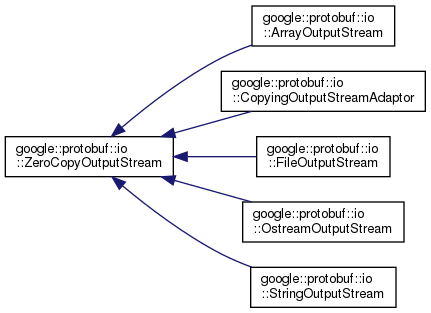 google::protobuf::io
::ArrayOutputStream
google::protobuf::io
::CopyingOutputStreamAdaptor
google::protobuf::io
::ZeroCopyOutputStream
google::protobuf::io
::FileOutputStream
google::protobuf::io
::OstreamOutputStream
google::protobuf::io
::StringOutputStream